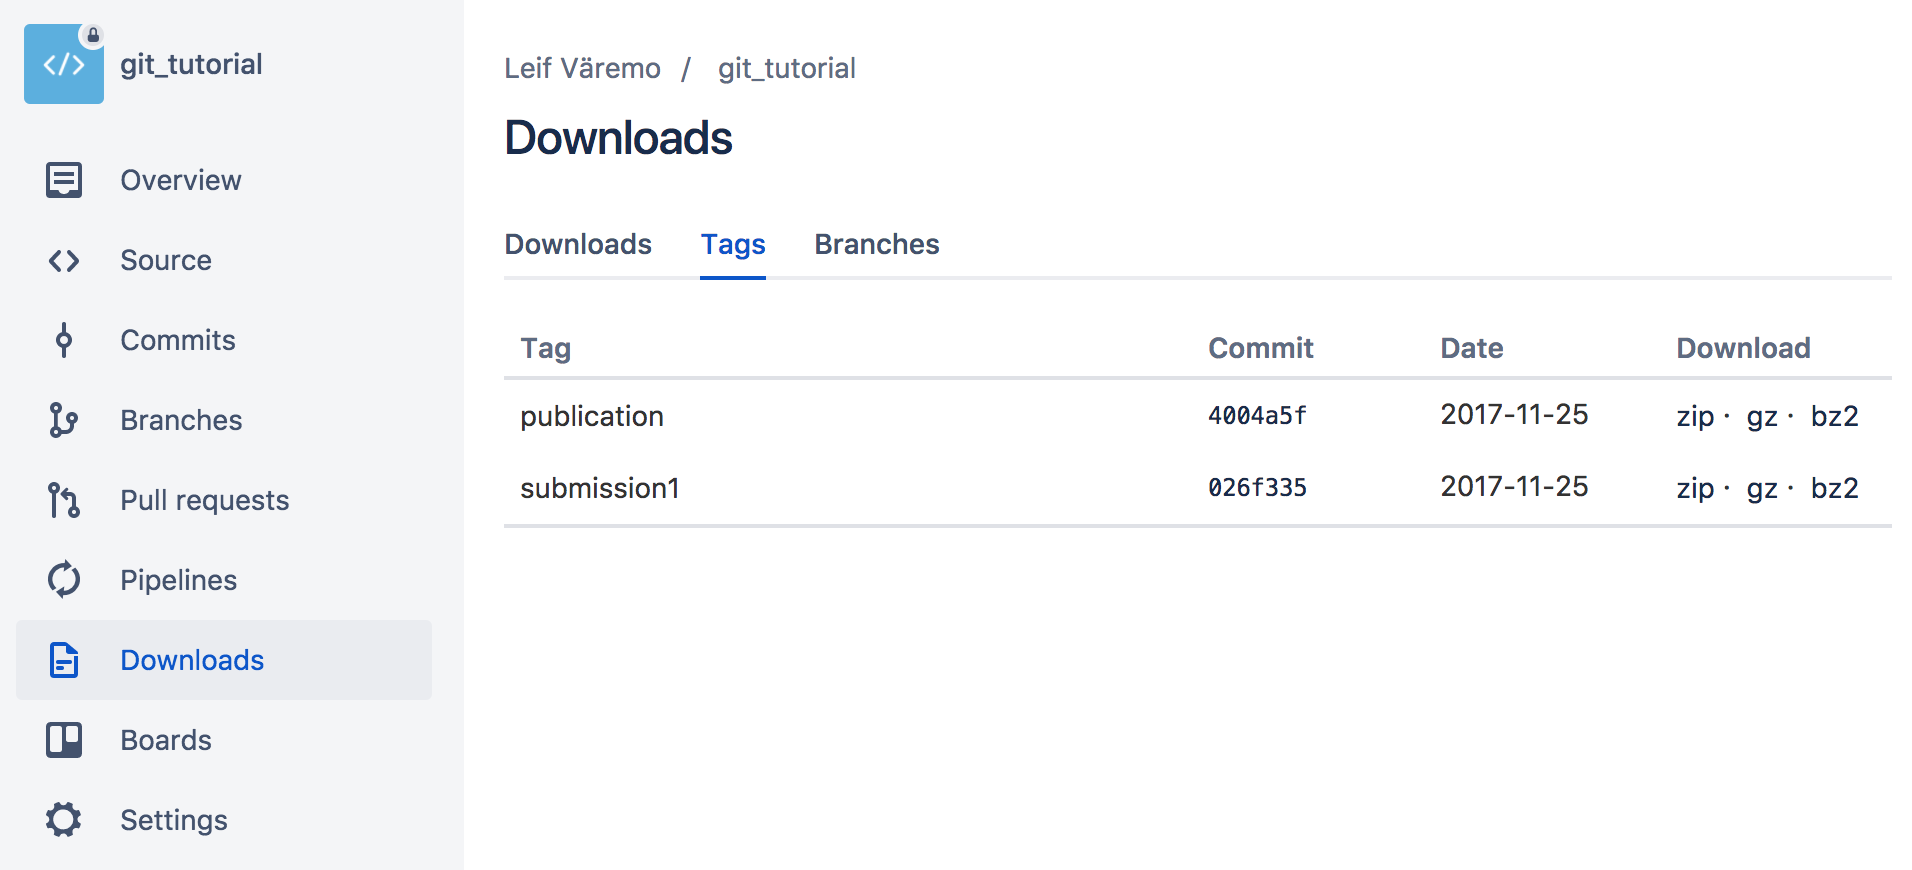 git_tutorial
Overview
Source
Commits
Branches
Pull requests
Pipelines
Downloads
Boards
Settings
Leif Väremo / git_tutorial
Downloads
Downloads Tags Branches
Tag Commit Date Download
publication 4004a5f 2017-11-25 zip · gz · bz2
submission1 026f335 2017-11-25 zip · gz · bz2